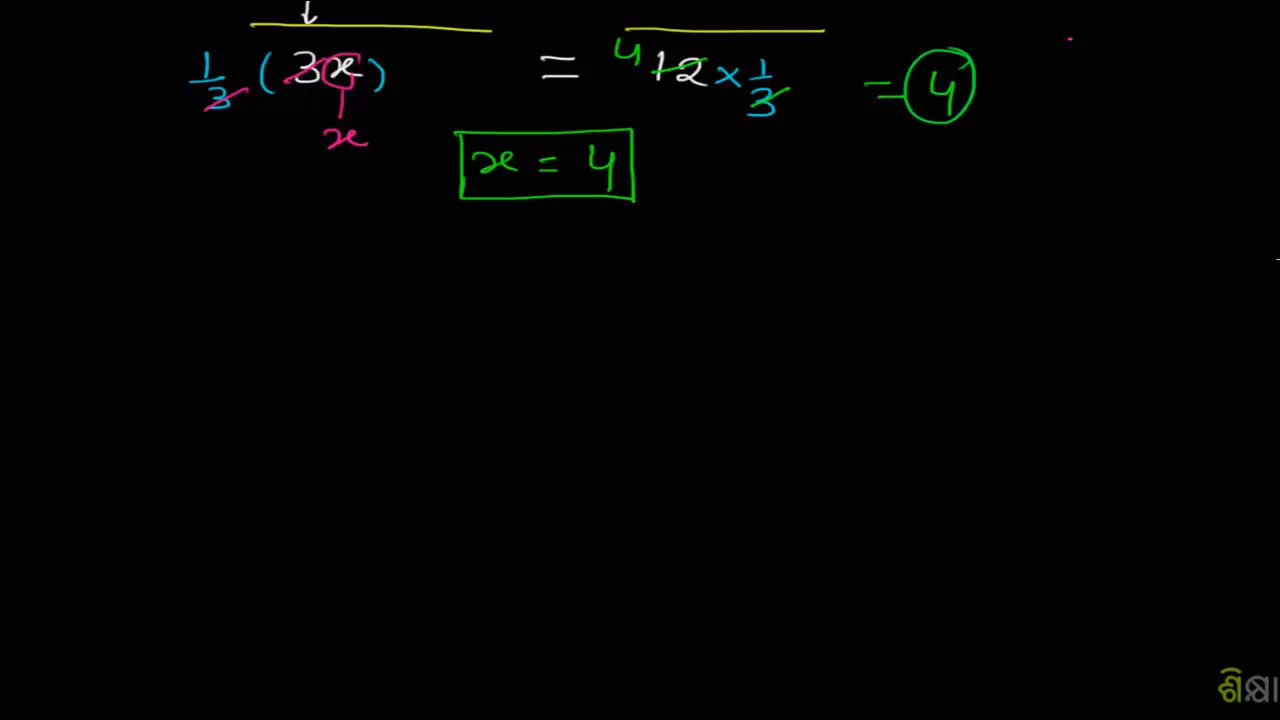 1/3 (3x) = 4 12 × 1/3 = 4
x
x = 4
ଶିକ୍ଷା